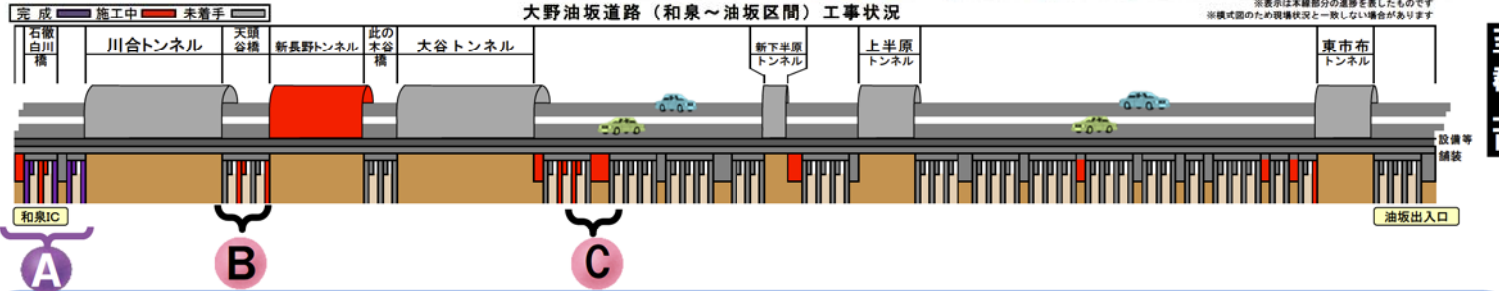 完 成 施工中 未着手
大野油坂道路（和泉～油坂区間）工事状況
※表示は本線部分の進捗を表したものです
※模式図のため現場状況と一致しない場合があります
石徹
白川
橋
川合トンネル
天頭
谷橋
新長野トンネル
此の
木谷
橋
大谷トンネル
新下半原
トンネル
上半原
トンネル
東市布
トンネル
設備等
舗装
和泉IC
油坂出入口
A
B
C